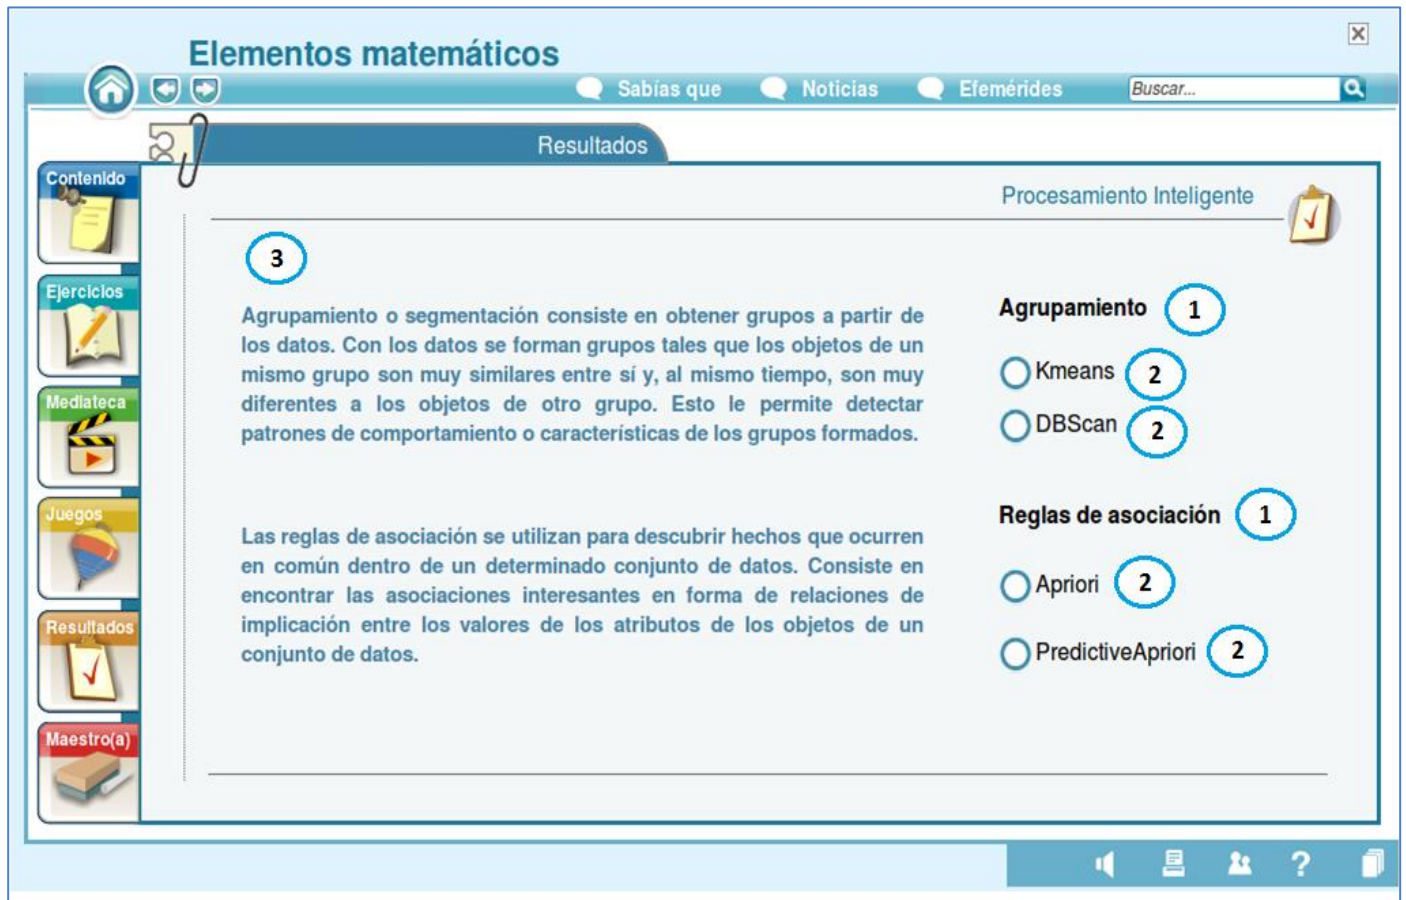 Elementos matemáticos
Sabías que Noticias Efemérides Buscar...
Resultados
Contenido
Ejercicios
Mediateca
Juegos
Resultados
Maestro(a)
Procesamiento Inteligente
3
Agrupamiento o segmentación consiste en obtener grupos a partir de
los datos. Con los datos se forman grupos tales que los objetos de un
mismo grupo son muy similares entre sí y, al mismo tiempo, son muy
diferentes a los objetos de otro grupo. Esto le permite detectar
patrones de comportamiento o características de los grupos formados.
Las reglas de asociación se utilizan para descubrir hechos que ocurren
en común dentro de un determinado conjunto de datos. Consiste en
encontrar las asociaciones interesantes en forma de relaciones de
implicación entre los valores de los atributos de los objetos de un
conjunto de datos.
Agrupamiento 1
Kmeans 2
DBScan 2
Reglas de asociación 1
Apriori 2
PredictiveApriori 2
?